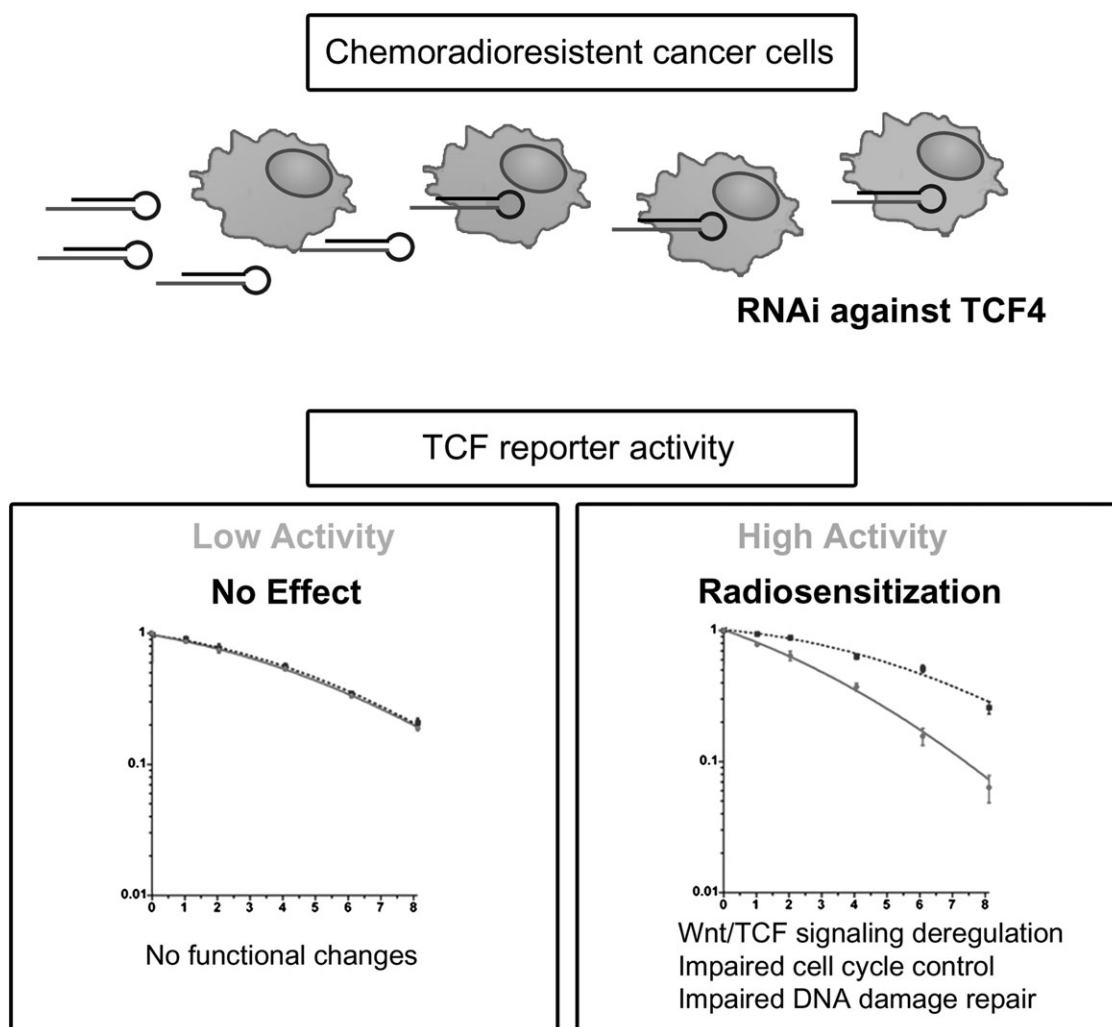 Chemoradioresistent cancer cells
RNAi against TCF4
TCF reporter activity
Low Activity
No Effect
1
0.1
0.01
0 1 2 3 4 5 6 7 8
No functional changes
High Activity
Radiosensitization
1
0.1
0.01
0 1 2 3 4 5 6 7 8
Wnt/TCF signaling deregulation
Impaired cell cycle control
Impaired DNA damage repair